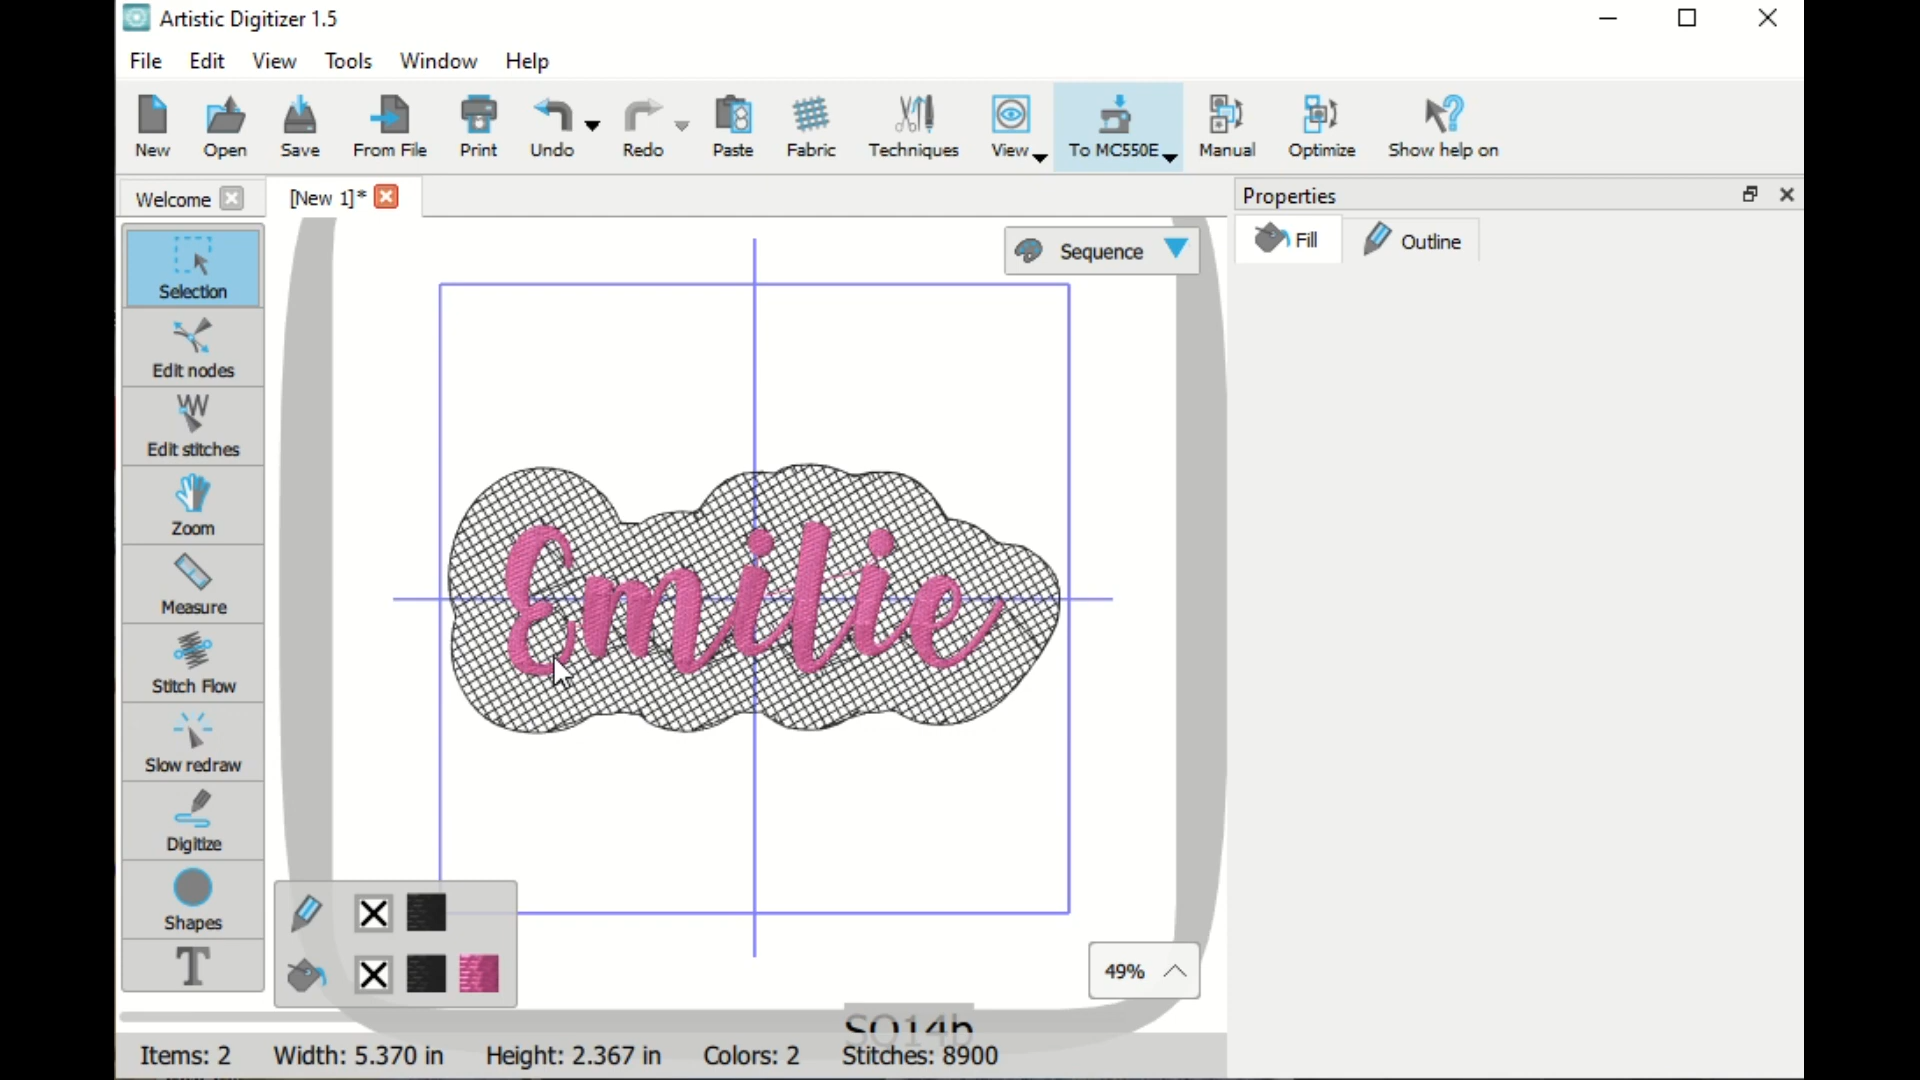 Artistic Digitizer 1.5
File Edit View Tools Window Help
New Open Save From File Print Undo Redo Paste Fabric Techniques View To MC550E Manual Optimize Show help on
Welcome [New 1]* Properties
Fill Outline
Sequence
Selection
Edit nodes
Edit stitches
Zoom
Measure
Stitch Flow
Slow redraw
Digitize
Shapes
T
Emilie
49%
SQ14b
Items: 2 Width: 5.370 in Height: 2.367 in Colors: 2 Stitches: 8900